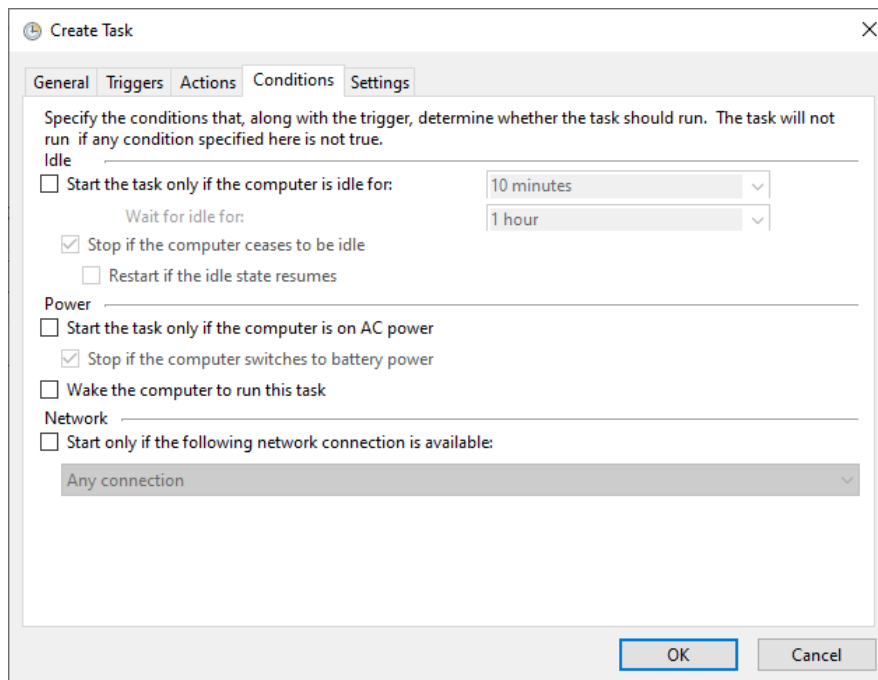 Create Task
General
Triggers
Actions
Conditions
Settings
Specify the conditions that, along with the trigger, determine whether the task should run.  The task will not
run  if any condition specified here is not true.
Idle
Start the task only if the computer is idle for:
10 minutes
Wait for idle for:
1 hour
Stop if the computer ceases to be idle
Restart if the idle state resumes
Power
Start the task only if the computer is on AC power
Stop if the computer switches to battery power
Wake the computer to run this task
Network
Start only if the following network connection is available:
Any connection
OK
Cancel